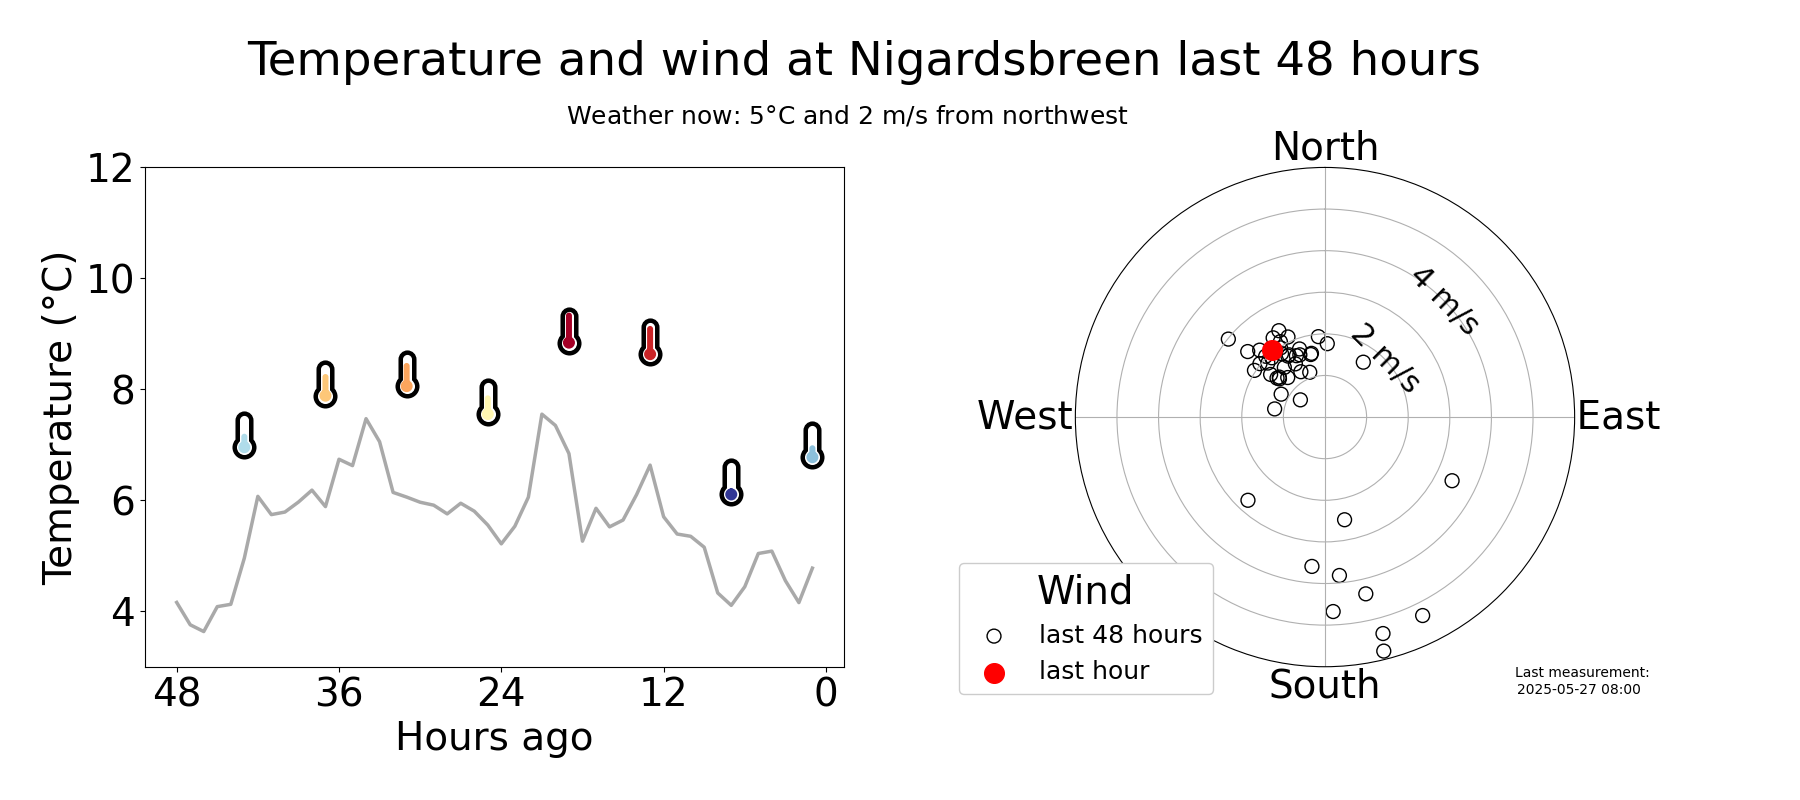 Temperature and wind at Nigardsbreen last 48 hours
Weather now: 5°C and 2 m/s from northwest
Temperature (°C)
12
10
8
6
4
48 36 24 12 0
Hours ago
North
West
East
South
4 m/s
2 m/s
Wind
last 48 hours
last hour
Last measurement:
2025-05-27 08:00